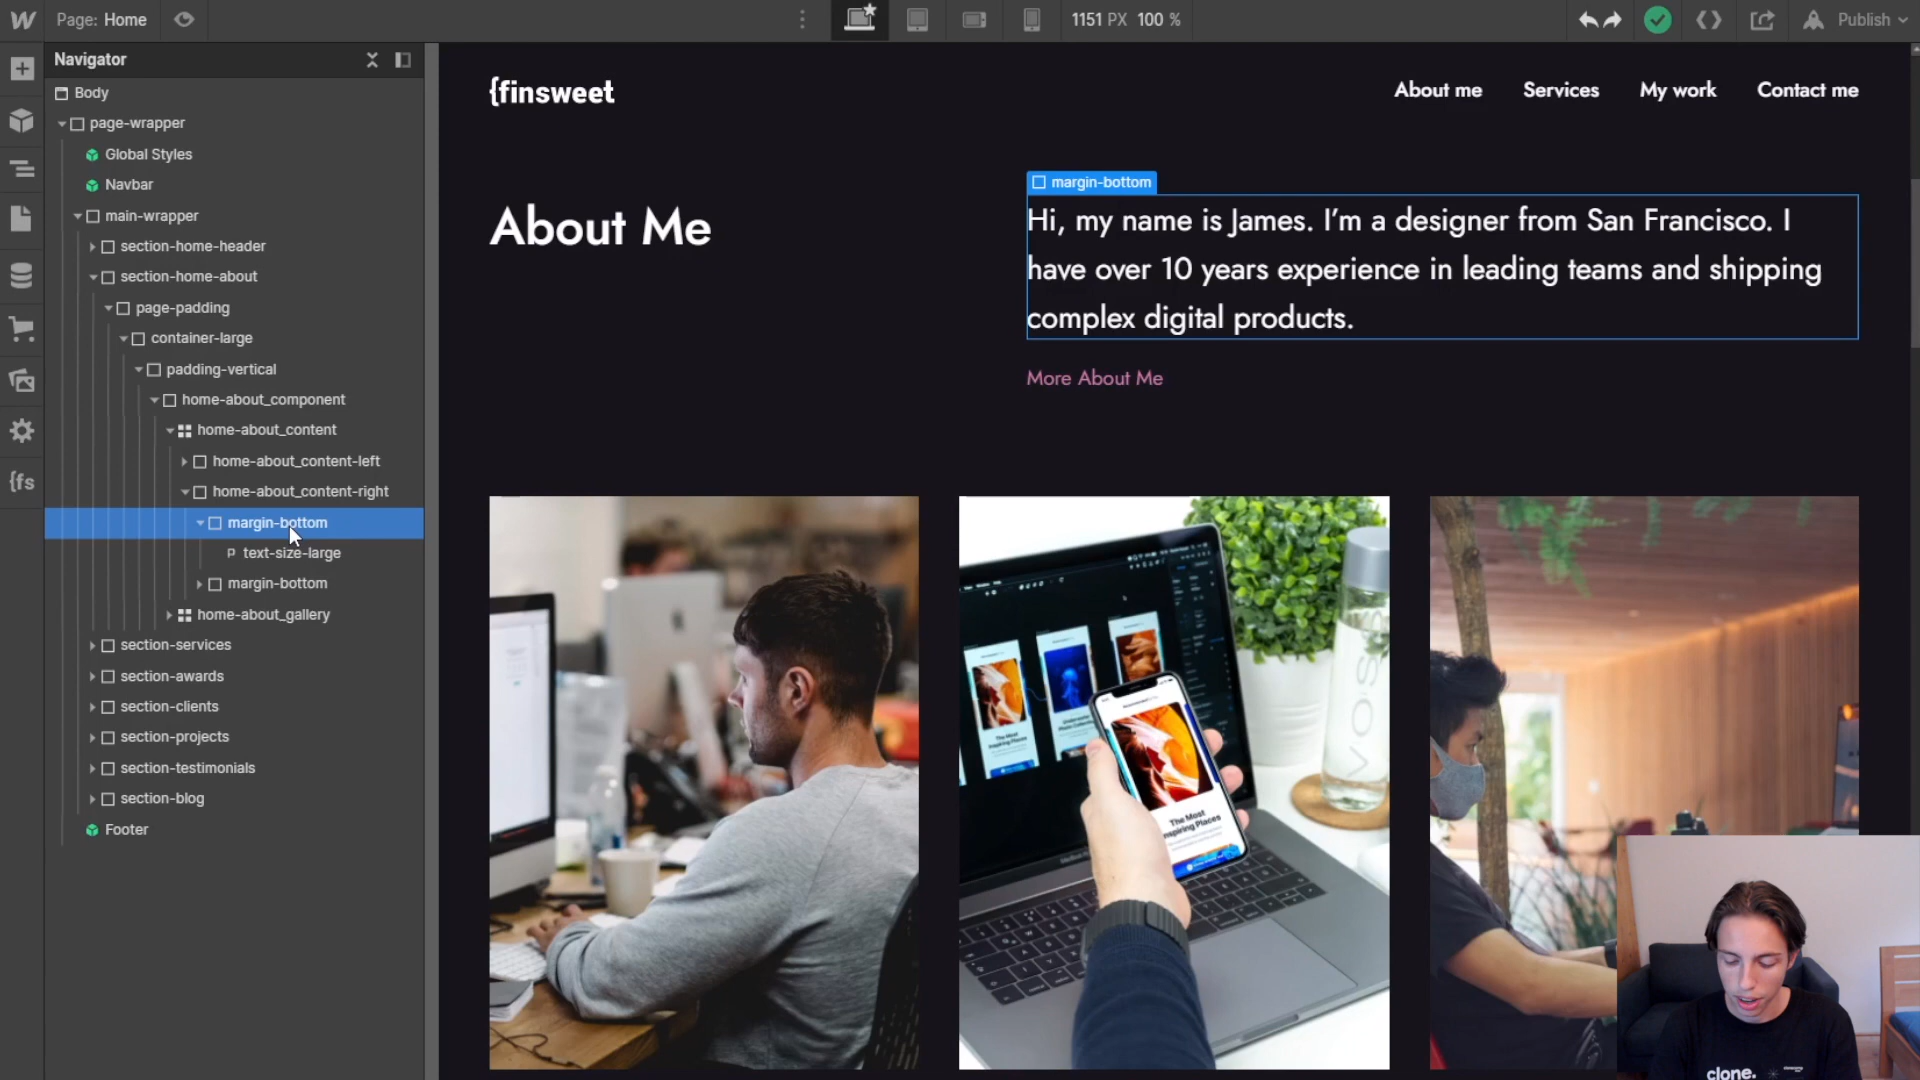 Page: Home
1151 PX 100 %
Publish
Navigator
Body
page-wrapper
Global Styles
Navbar
main-wrapper
section-home-header
section-home-about
page-padding
container-large
padding-vertical
home-about_component
home-about_content
home-about_content-left
home-about_content-right
margin-bottom
P text-size-large
margin-bottom
home-about_gallery
section-services
section-awards
section-clients
section-projects
section-testimonials
section-blog
Footer
{fs
{finsweet
About me
Services
My work
Contact me
About Me
margin-bottom
Hi, my name is James. I'm a designer from San Francisco. I
have over 10 years experience in leading teams and shipping
complex digital products.
More About Me
The Most
Inspiring Places
VOS
clone.